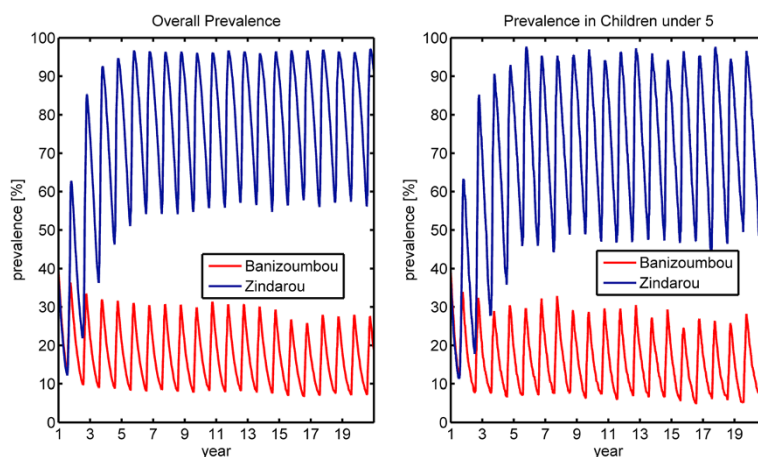 Overall Prevalence
100
90
80
70
60
50
40
30
20
10
0
prevalence [%]
Banizoumbou
Zindarou
1 3 5 7 9 11 13 15 17 19
year
Prevalence in Children under 5
100
90
80
70
60
50
40
30
20
10
0
prevalence [%]
Banizoumbou
Zindarou
1 3 5 7 9 11 13 15 17 19
year